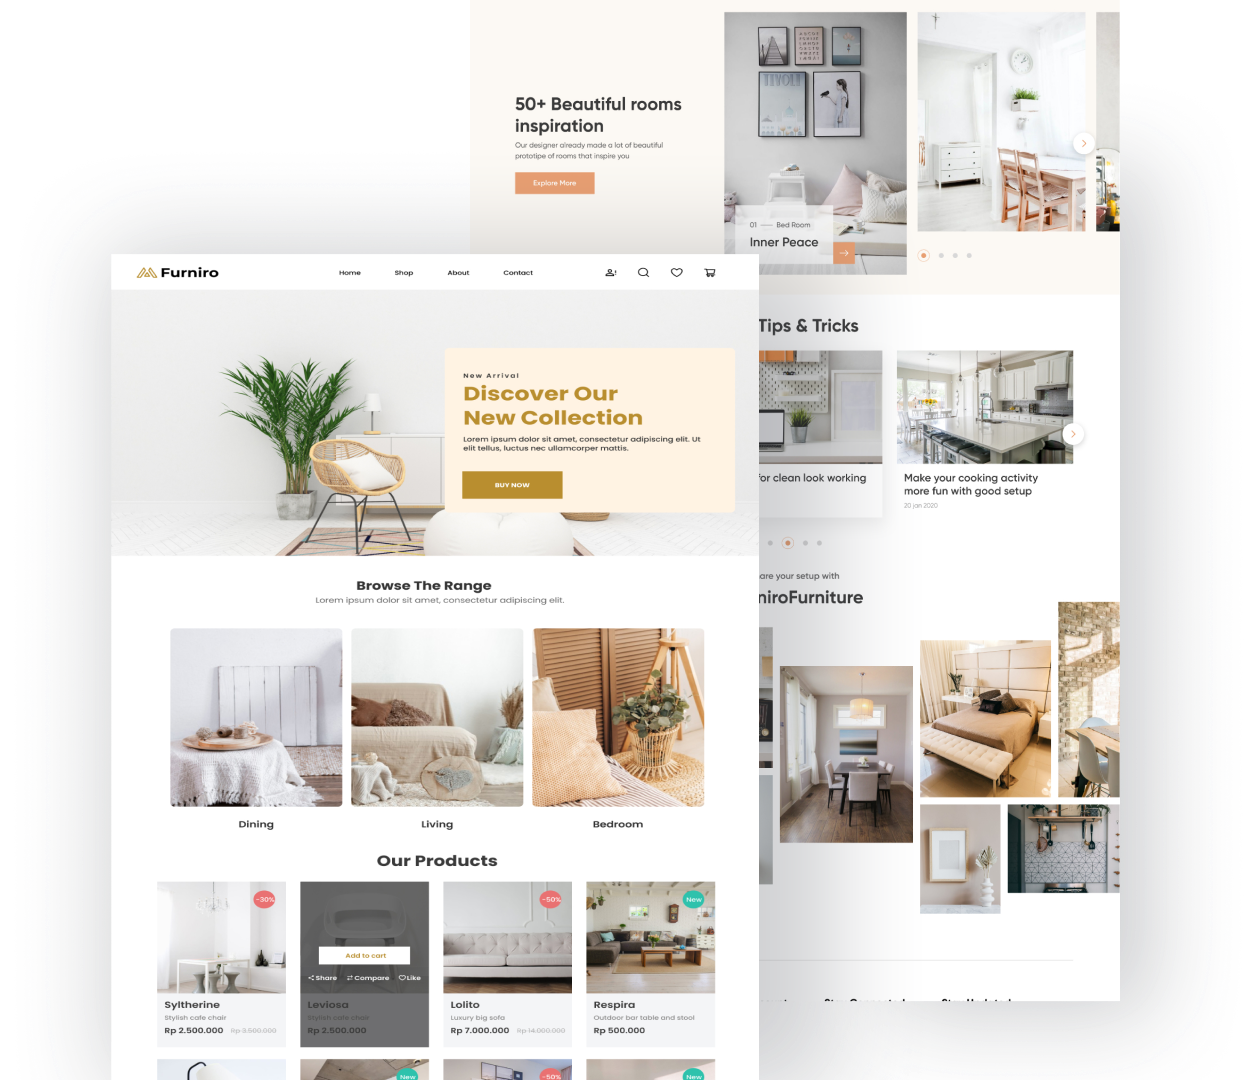 50+ Beautiful rooms
inspiration
Our designer already made a lot of beautiful
prototipe of rooms that inspire you
Explore More
TIVOLI
01 — Bed Room
Inner Peace
Furniro
Home
Shop
About
Contact
New Arrival
Discover Our
New Collection
Lorem ipsum dolor sit amet, consectetur adipiscing elit. Ut
elit tellus, luctus nec ullamcorper mattis.
BUY NOW
Tips & Tricks
for clean look working
Make your cooking activity
more fun with good setup
20 jan 2020
are your setup with
niroFurniture
Browse The Range
Lorem ipsum dolor sit amet, consectetur adipiscing elit.
Dining
Living
Bedroom
Our Products
-30%
Add to cart
Share
Compare
Like
-50%
New
Syltherine
Stylish cafe chair
Rp 2.500.000 Rp 3.500.000
Leviosa
Stylish cafe chair
Rp 2.500.000
Lolito
Luxury big sofa
Rp 7.000.000 Rp 14.000.000
Respira
Outdoor bar table and stool
Rp 500.000
New
-50%
New